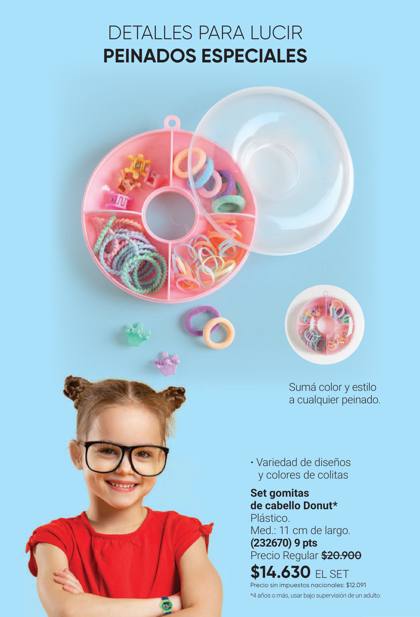 DETALLES PARA LUCIR
PEINADOS ESPECIALES
Sumá color y estilo
a cualquier peinado.
• Variedad de diseños
y colores de colitas
Set gomitas
de cabello Donut*
Plástico.
Med.: 11 cm de largo.
(232670) 9 pts
Precio Regular $20.900
$14.630 EL SET
Precio sin impuestos nacionales: $12.091
*4 años o más, usar bajo supervisión de un adulto.